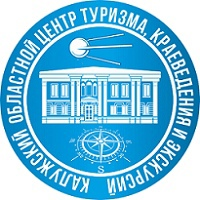 КАЛУЖСКИЙ ОБЛАСТНОЙ ЦЕНТР ТУРИЗМА, КРАЕВЕДЕНИЯ И ЭКСКУРСИЙ
S